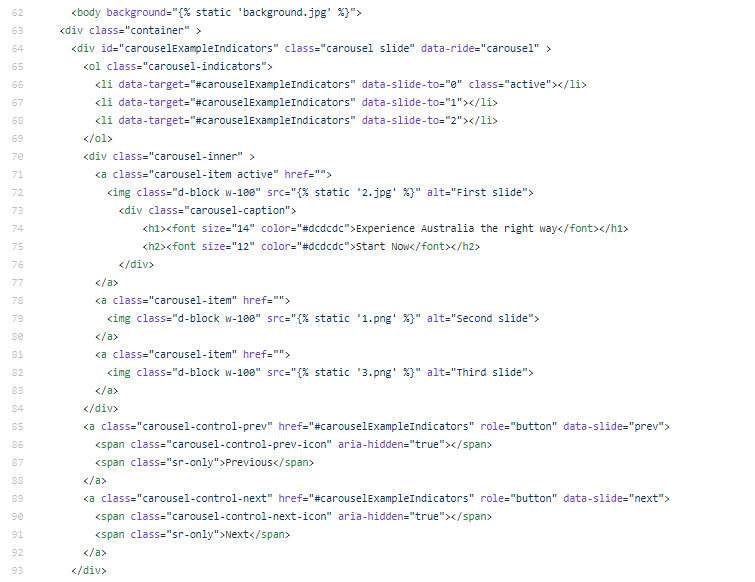 62 <body background="{% static 'background.jpg' %}">
63 <div class="container" >
64 <div id="carouselExampleIndicators" class="carousel slide" data-ride="carousel" >
65 <ol class="carousel-indicators">
66 <li data-target="#carouselExampleIndicators" data-slide-to="0" class="active"></li>
67 <li data-target="#carouselExampleIndicators" data-slide-to="1"></li>
68 <li data-target="#carouselExampleIndicators" data-slide-to="2"></li>
69 </ol>
70 <div class="carousel-inner" >
71 <a class="carousel-item active" href="">
72 <img class="d-block w-100" src="{% static '2.jpg' %}" alt="First slide">
73 <div class="carousel-caption">
74 <h1><font size="14" color="#dcdcdc">Experience Australia the right way</font></h1>
75 <h2><font size="12" color="#dcdcdc">Start Now</font></h2>
76 </div>
77 </a>
78 <a class="carousel-item" href="">
79 <img class="d-block w-100" src="{% static '1.png' %}" alt="Second slide">
80 </a>
81 <a class="carousel-item" href="">
82 <img class="d-block w-100" src="{% static '3.png' %}" alt="Third slide">
83 </a>
84 </div>
85 <a class="carousel-control-prev" href="#carouselExampleIndicators" role="button" data-slide="prev">
86 <span class="carousel-control-prev-icon" aria-hidden="true"></span>
87 <span class="sr-only">Previous</span>
88 </a>
89 <a class="carousel-control-next" href="#carouselExampleIndicators" role="button" data-slide="next">
90 <span class="carousel-control-next-icon" aria-hidden="true"></span>
91 <span class="sr-only">Next</span>
92 </a>
93 </div>